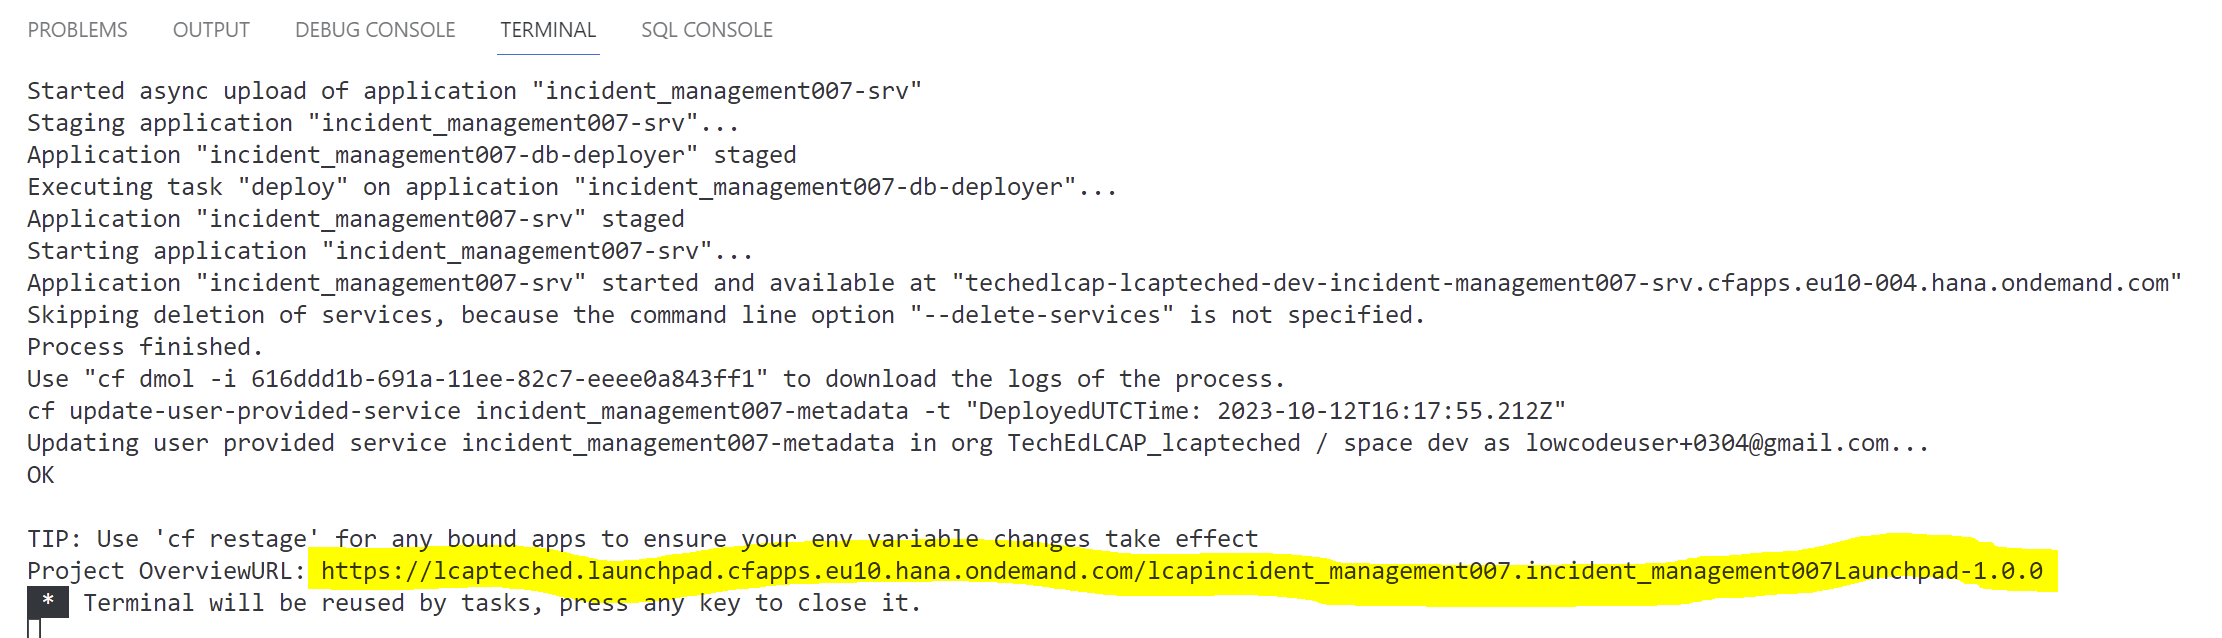 PROBLEMS OUTPUT DEBUG CONSOLE TERMINAL SQL CONSOLE
Started async upload of application "incident_management007-srv"
Staging application "incident_management007-srv"...
Application "incident_management007-db-deployer" staged
Executing task "deploy" on application "incident_management007-db-deployer"...
Application "incident_management007-srv" staged
Starting application "incident_management007-srv"...
Application "incident_management007-srv" started and available at "techedlcap-lcapteched-dev-incident-management007-srv.cfapps.eu10-004.hana.ondemand.com"
Skipping deletion of services, because the command line option "--delete-services" is not specified.
Process finished.
Use "cf dmol -i 616ddd1b-691a-11ee-82c7-eeee0a843ff1" to download the logs of the process.
cf update-user-provided-service incident_management007-metadata -t "DeployedUTCTime: 2023-10-12T16:17:55.212Z"
Updating user provided service incident_management007-metadata in org TechEdLCAP_lcapteched / space dev as lowcodeuser+0304@gmail.com...
OK
TIP: Use 'cf restage' for any bound apps to ensure your env variable changes take effect
Project OverviewURL: https://lcapteched.launchpad.cfapps.eu10.hana.ondemand.com/lcapincident_management007.incident_management007Launchpad-1.0.0
* Terminal will be reused by tasks, press any key to close it.